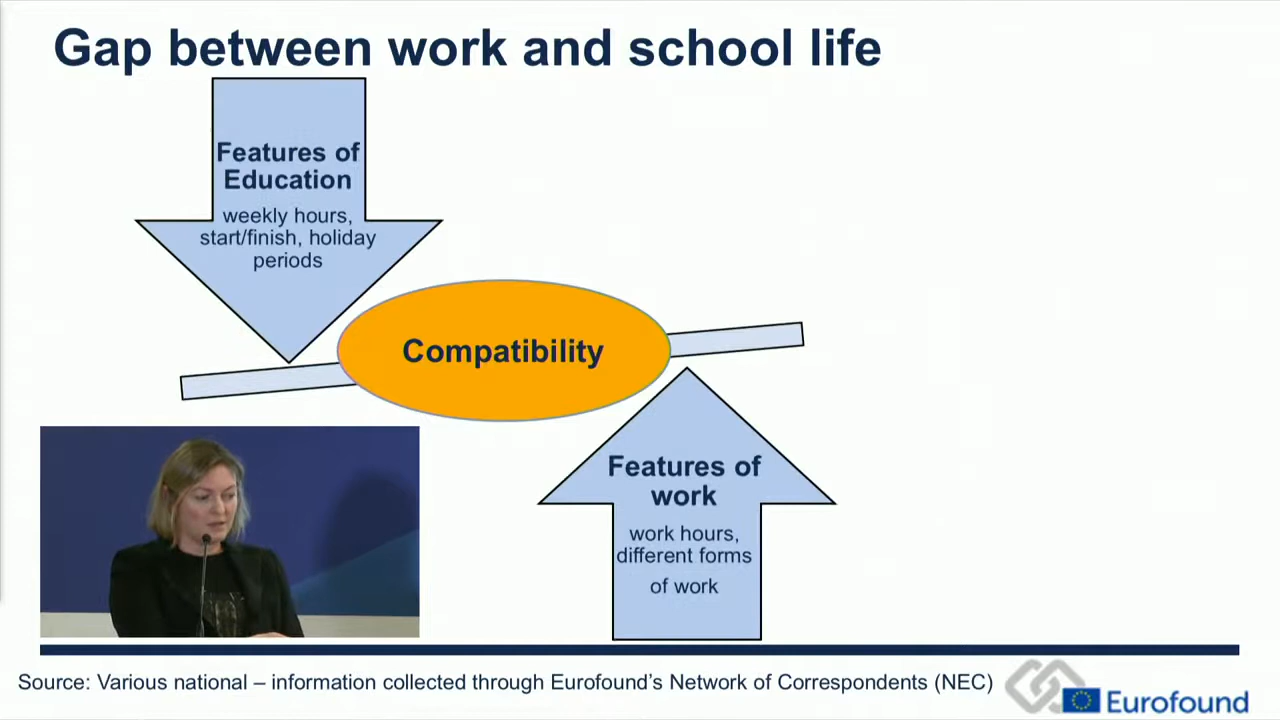 Gap between work and school life
Features of
Education
weekly hours,
start/finish, holiday
periods
Compatibility
Features of
work
work hours,
different forms
of work
Source: Various national – information collected through Eurofound’s Network of Correspondents (NEC)
Eurofound